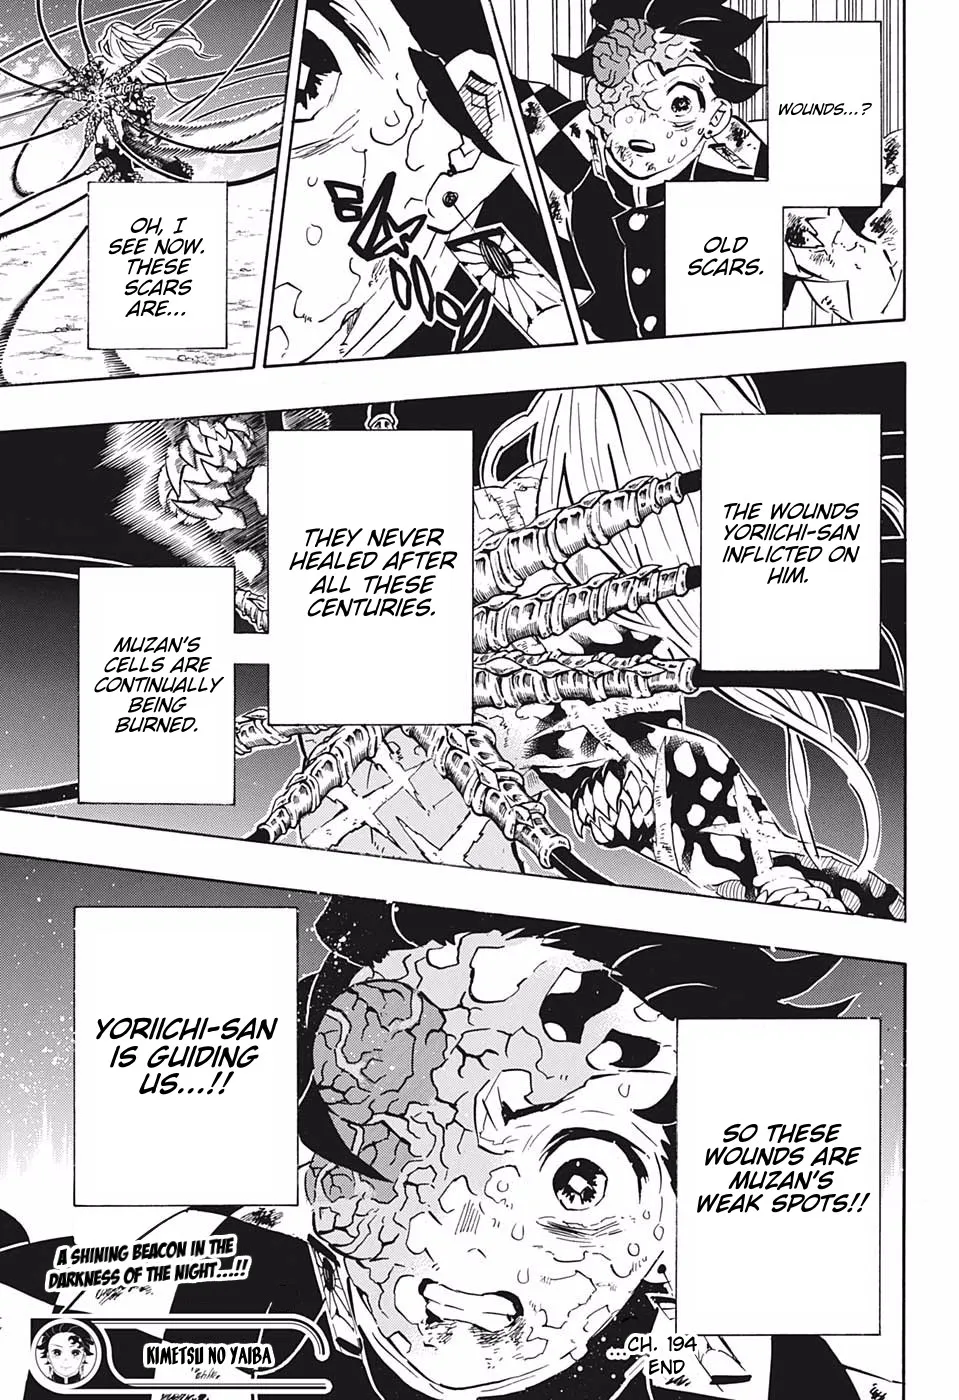 WOUNDS...?
OLD
SCARS.
OH, I
SEE NOW.
THESE
SCARS
ARE...
THE WOUNDS
YORIICHI-SAN
INFLICTED ON
HIM.
THEY NEVER
HEALED AFTER
ALL THESE
CENTURIES.
MUZAN'S
CELLS ARE
CONTINUALLY
BEING
BURNED.
SO THESE
WOUNDS ARE
MUZAN'S
WEAK SPOTS!!
YORIICHI-SAN
IS GUIDING
US...!!
A SHINING BEACON IN THE
DARKNESS OF THE NIGHT...!!
KIMETSU NO YAIBA
...CH. 194
END